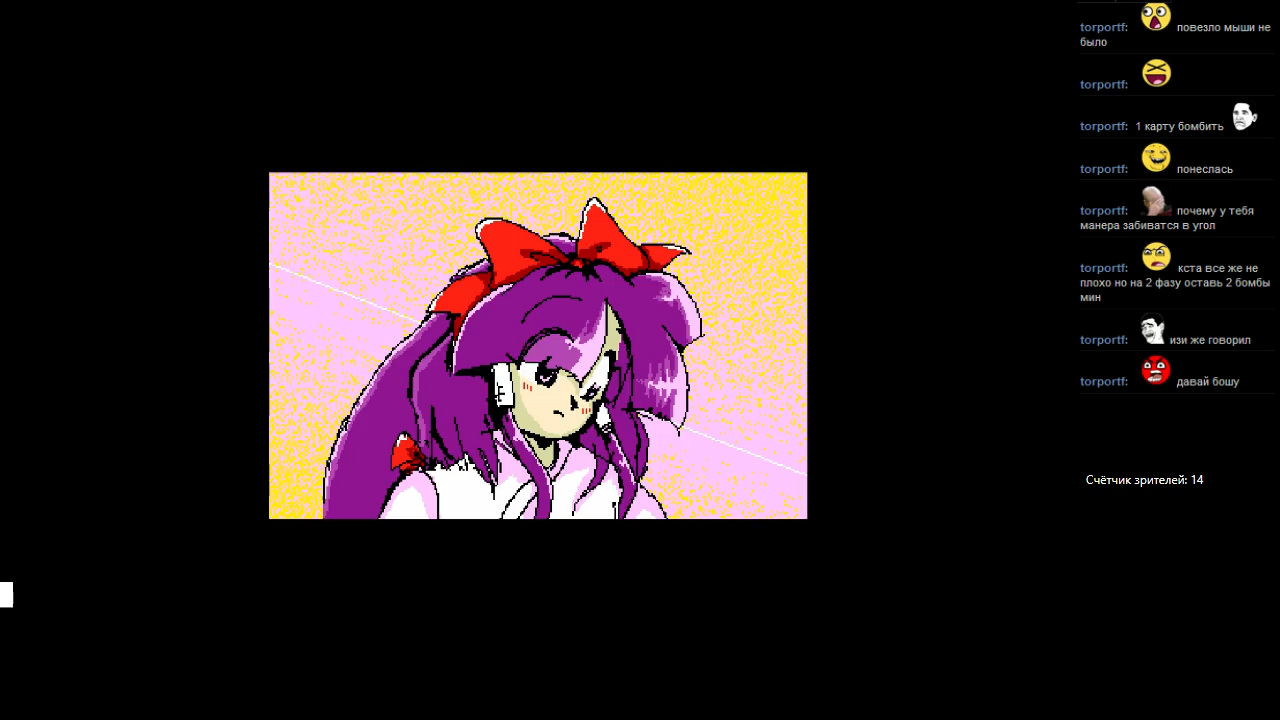 torportf: повезло мыши не
было
torportf:
torportf: 1 карту бомбить
torportf: понеслась
torportf: почему у тебя
манера забиватся в угол
torportf: кста все же не
плохо но на 2 фазу оставь 2 бомбы
мин
torportf: изи же говорил
torportf: давай бошу
Счётчик зрителей: 14